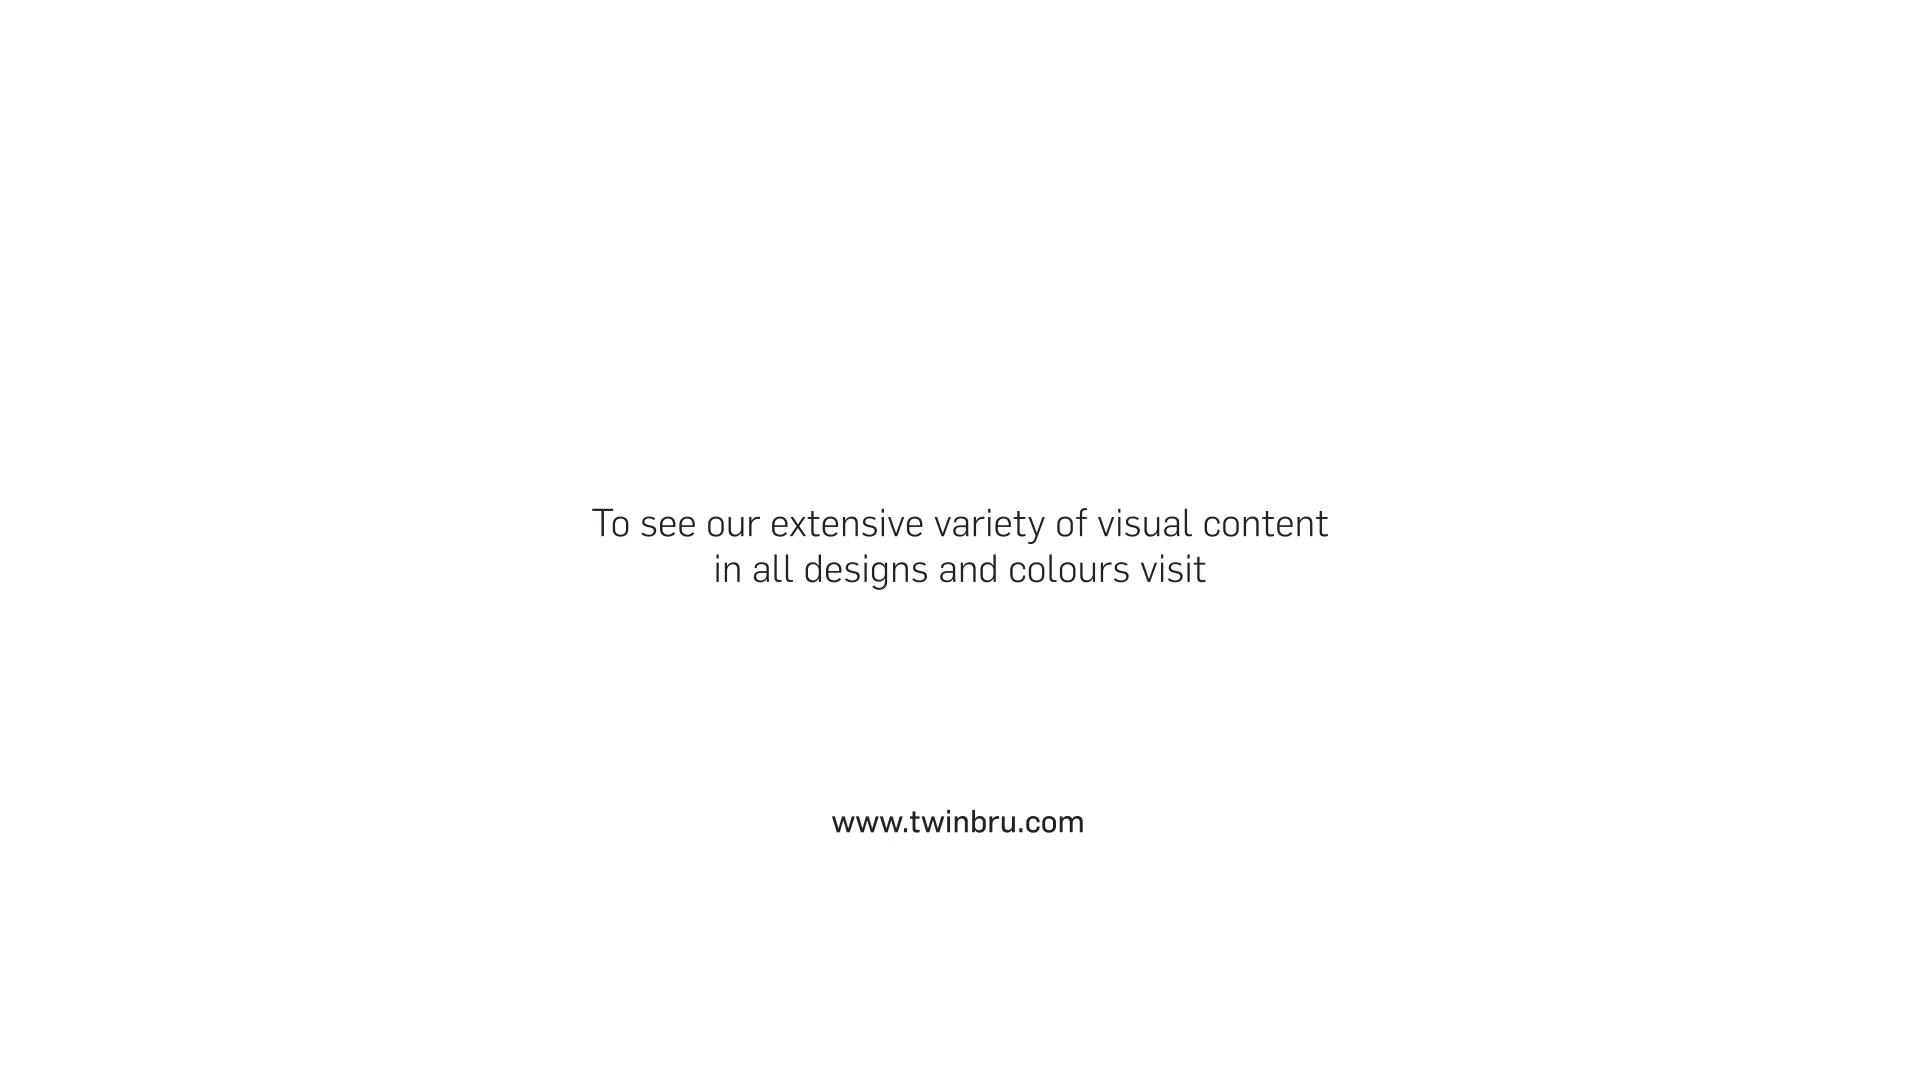 To see our extensive variety of visual content
in all designs and colours visit
www.twinbru.com